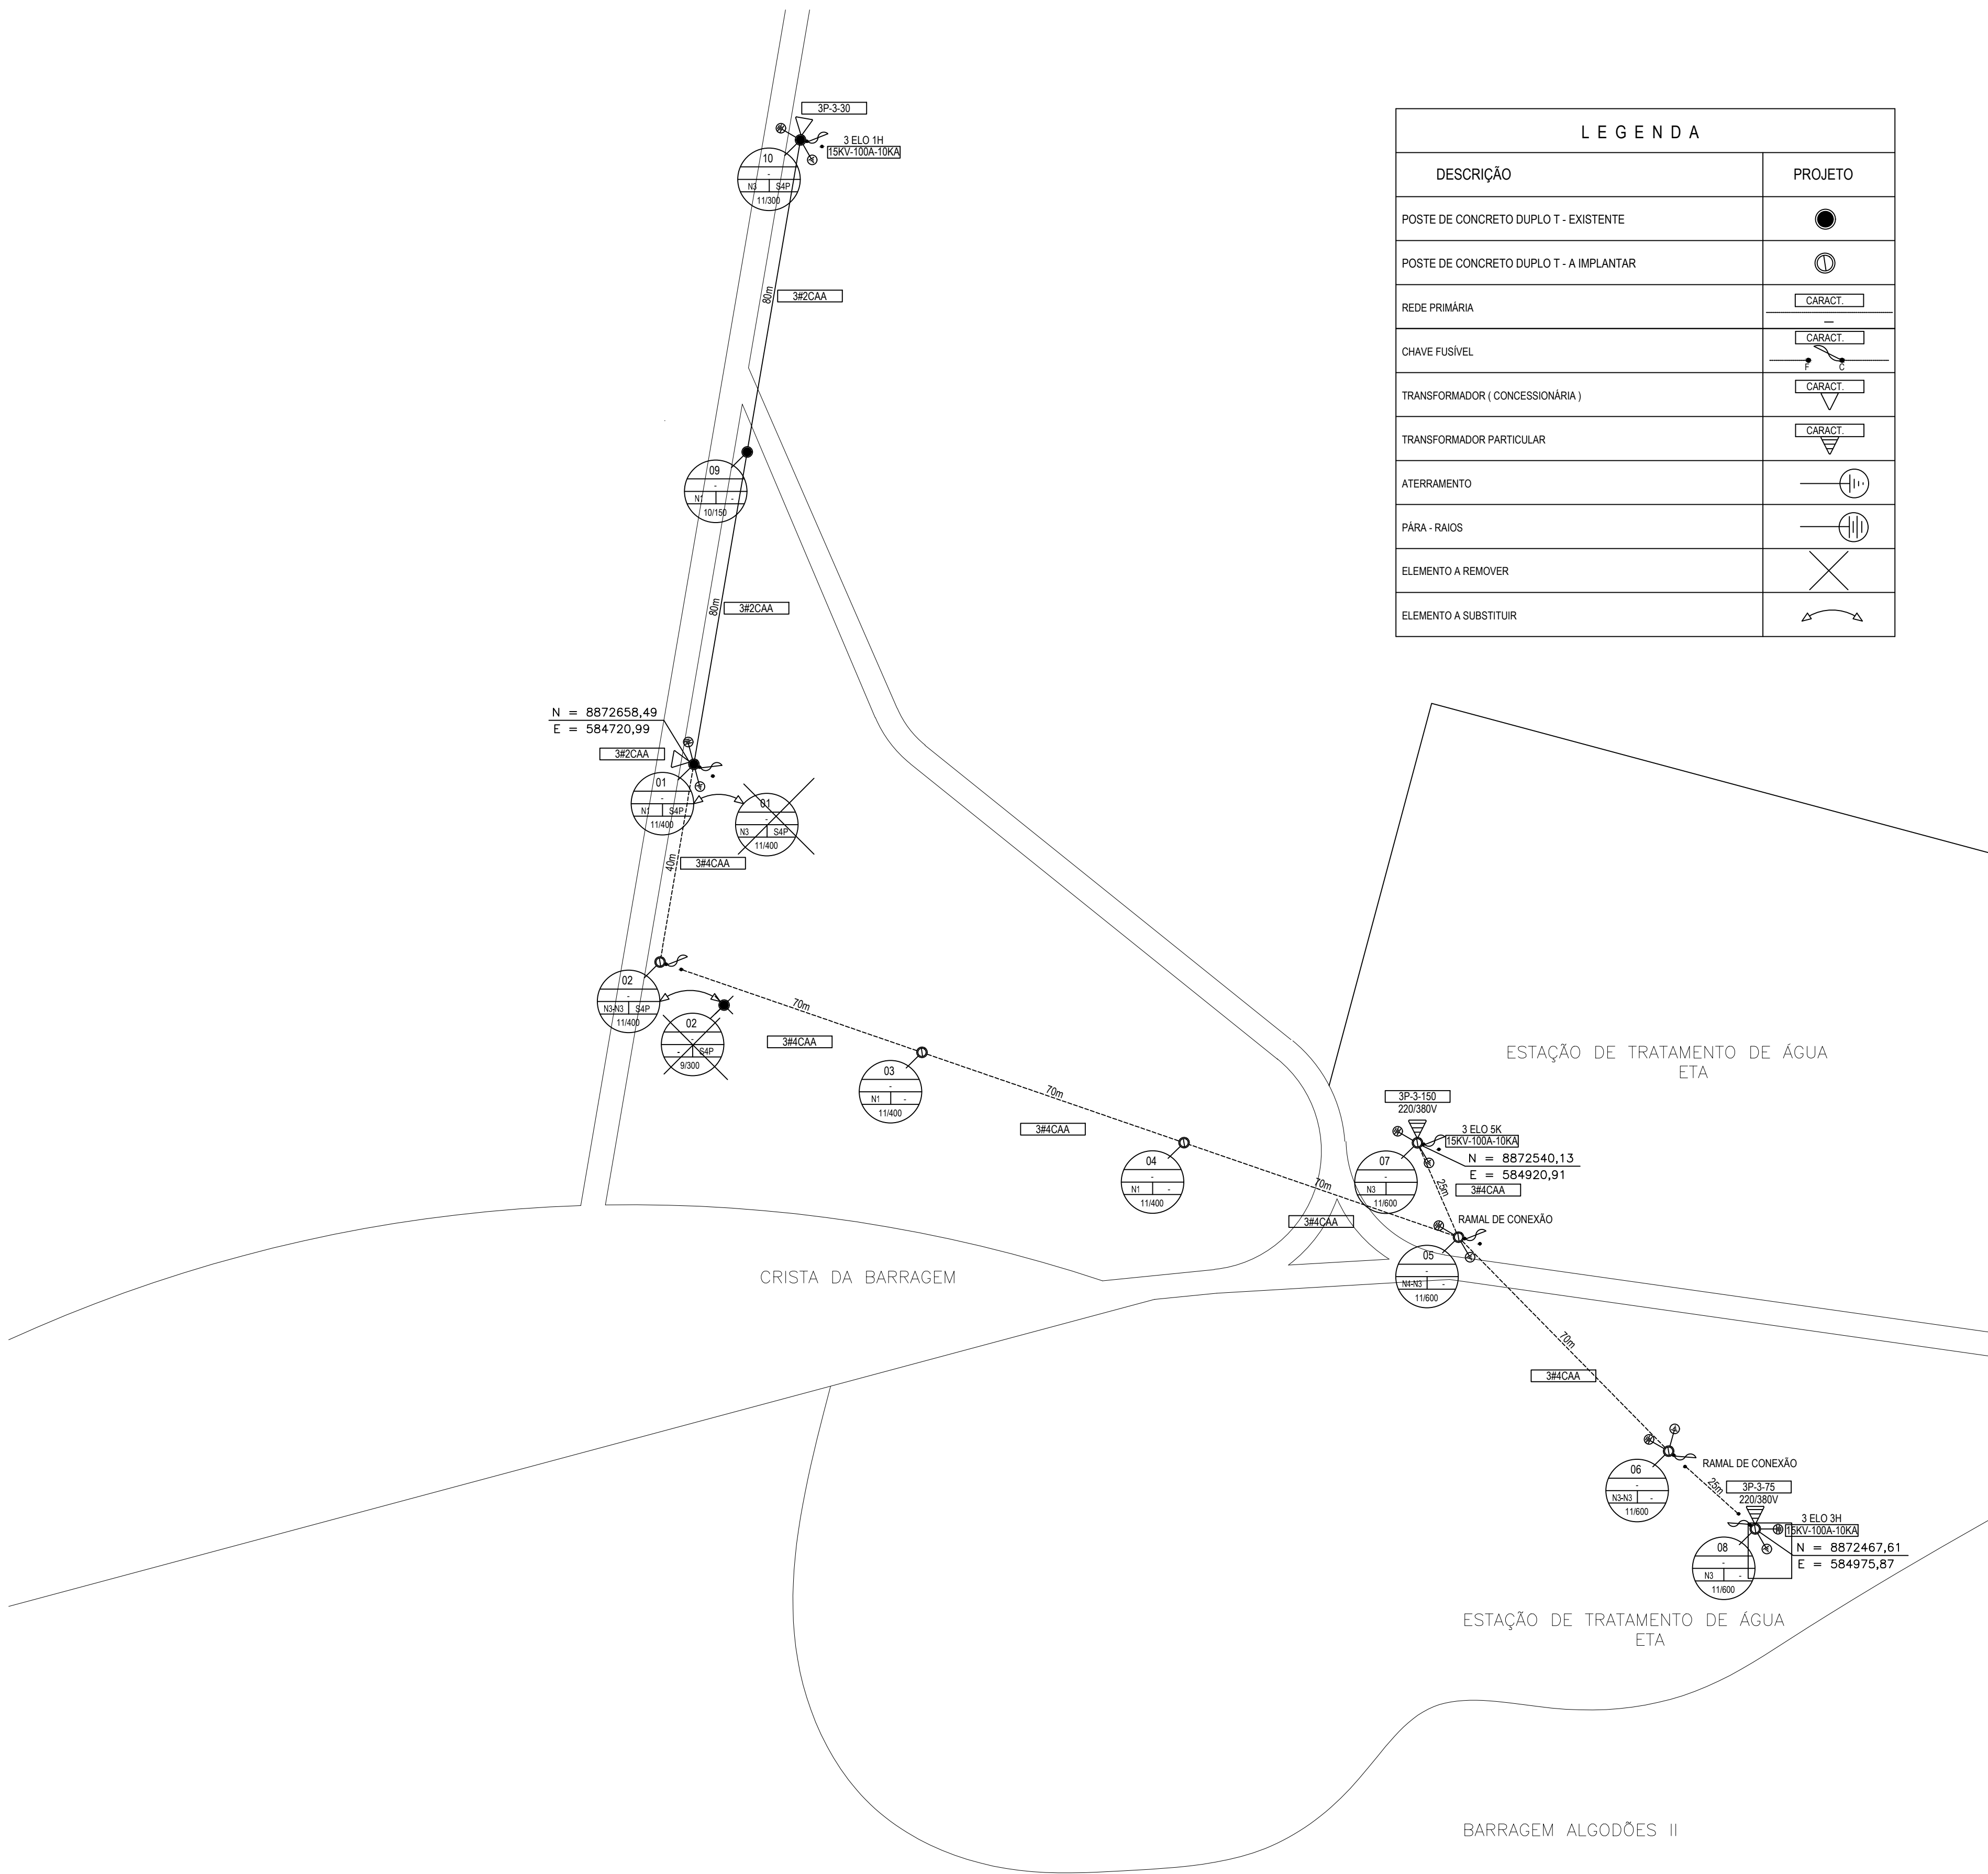 3P-3-30
3 ELO 1H
15KV-100A-10KA
10
-
N3 S4P
11/300
80m
3#2CAA
09
-
N1 -
10/150
80m
3#2CAA
N = 8872658,49
E = 584720,99
3#2CAA
01
-
N1 S4P
11/400
01
-
N3 S4P
11/400
40m
3#4CAA
02
-
N3-N3 S4P
11/400
02
-
- S4P
9/300
70m
3#4CAA
03
-
N1 -
11/400
70m
3#4CAA
04
-
N1 -
11/400
70m
3#4CAA
L E G E N D A
DESCRIÇÃO PROJETO
POSTE DE CONCRETO DUPLO T - EXISTENTE
POSTE DE CONCRETO DUPLO T - A IMPLANTAR
REDE PRIMÁRIA CARACT.
CHAVE FUSÍVEL CARACT.
F C
TRANSFORMADOR ( CONCESSIONÁRIA ) CARACT.
TRANSFORMADOR PARTICULAR CARACT.
ATERRAMENTO
PÁRA - RAIOS
ELEMENTO A REMOVER
ELEMENTO A SUBSTITUIR
ESTAÇÃO DE TRATAMENTO DE ÁGUA
ETA
3P-3-150
220/380V
3 ELO 5K
15KV-100A-10KA
N = 8872540,13
E = 584920,91
07
-
N3
11/600
25m
3#4CAA
RAMAL DE CONEXÃO
05
-
N4-N3 -
11/600
CRISTA DA BARRAGEM
70m
3#4CAA
06
-
N3-N3 -
11/600
RAMAL DE CONEXÃO
25m
3P-3-75
220/380V
3 ELO 3H
15KV-100A-10KA
N = 8872467,61
E = 584975,87
08
-
N3 -
11/600
ESTAÇÃO DE TRATAMENTO DE ÁGUA
ETA
BARRAGEM ALGODÕES II